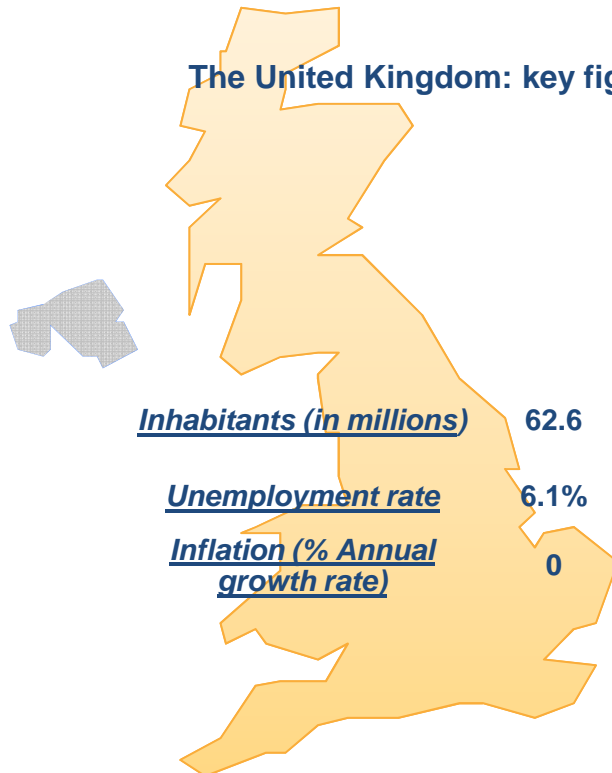 The United Kingdom: key fig
Inhabitants (in millions) 62.6
Unemployment rate 6.1%
Inflation (% Annual
growth rate) 0